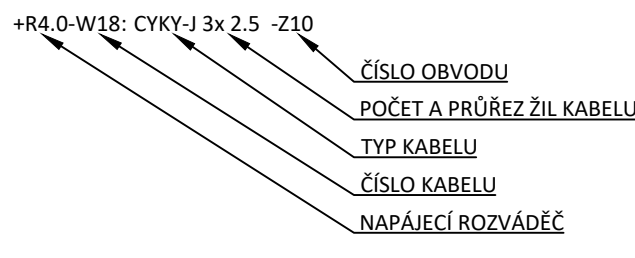 +R4.0-W18: CYKY-J 3x 2.5 -Z10
ČÍSLO OBVODU
POČET A PRŮŘEZ ŽIL KABELU
TYP KABELU
ČÍSLO KABELU
NAPÁJECÍ ROZVÁDĚČ